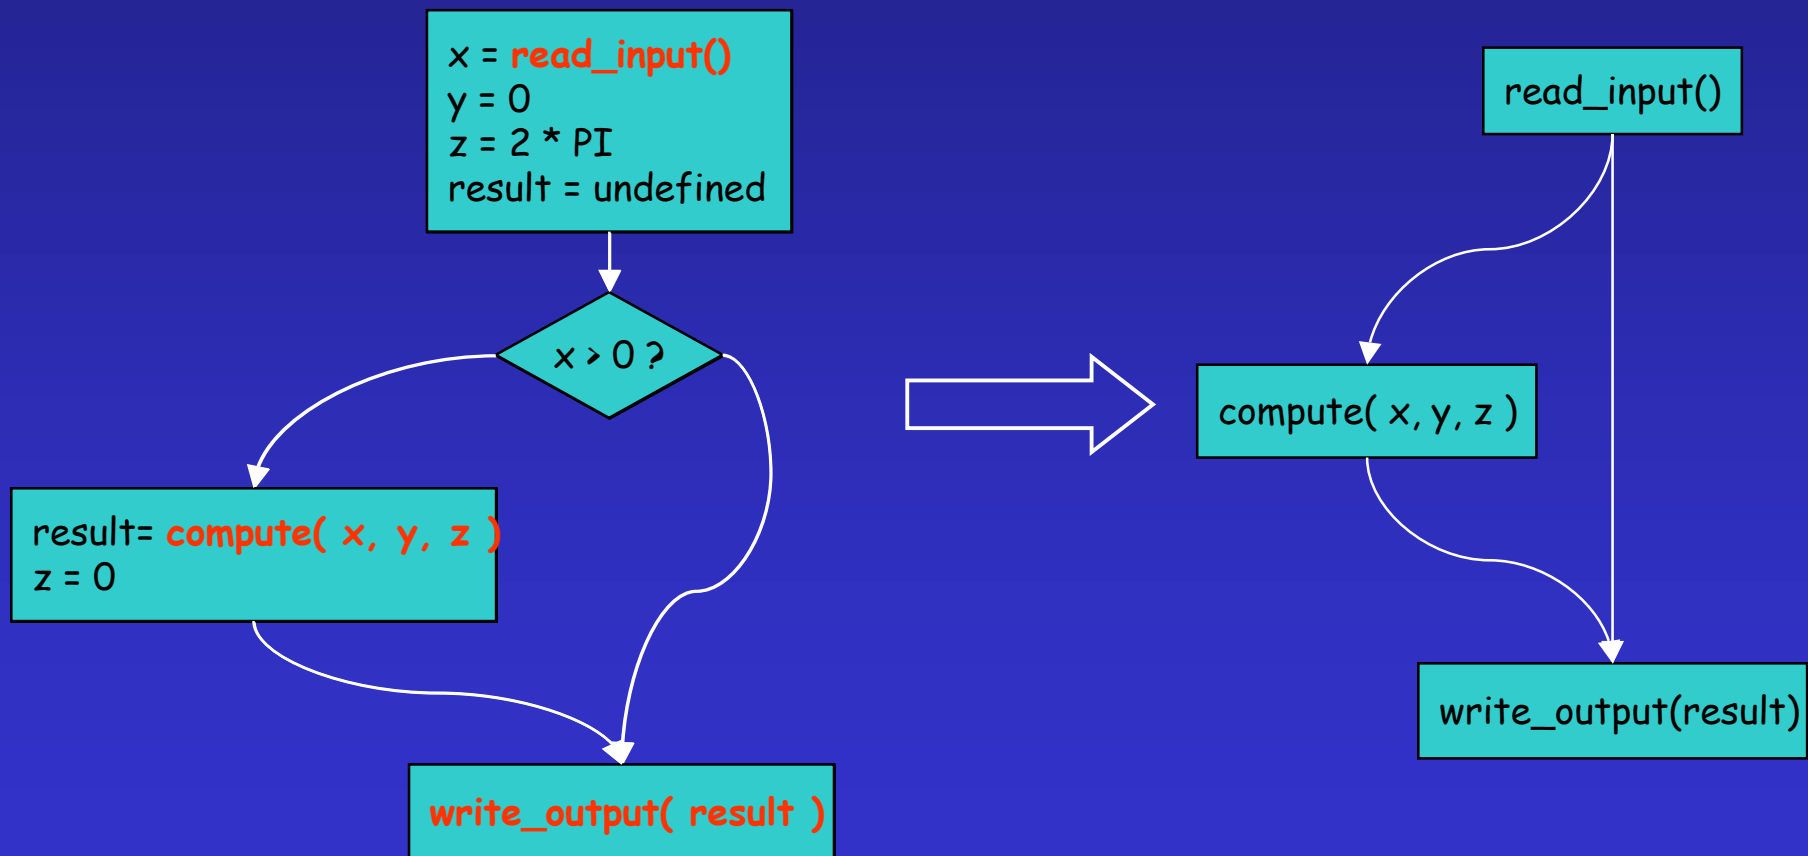 x = read_input()
y = 0
z = 2 * PI
result = undefined
x > 0 ?
result= compute( x, y, z )
z = 0
write_output( result )
read_input()
compute( x, y, z )
write_output(result)